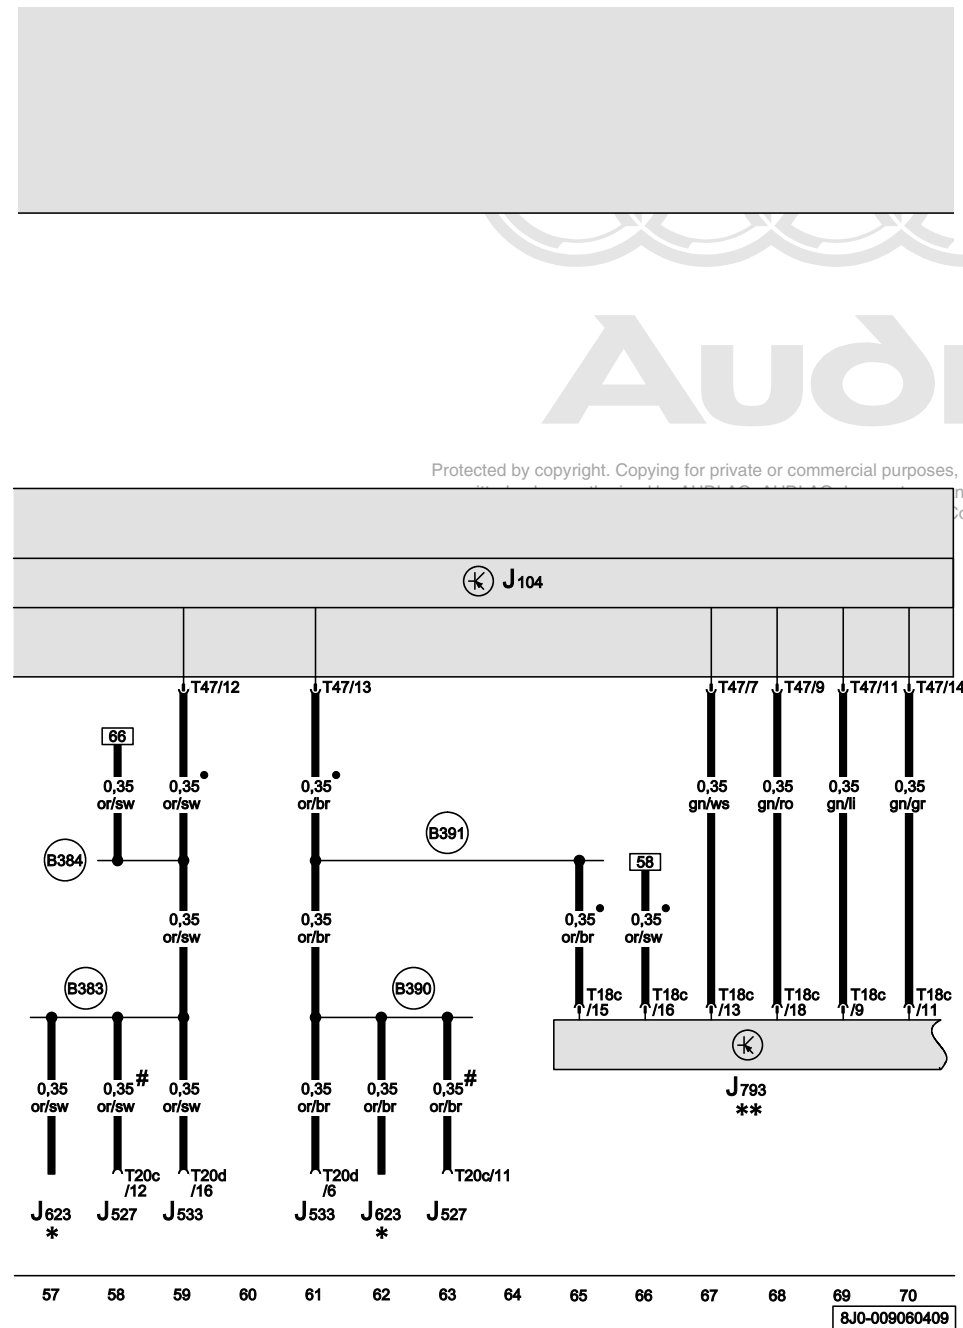 Audi
Protected by copyright. Copying for private or commercial purposes,
J104
T47/12 T47/13 T47/7 T47/9 T47/11 T47/14
66
0,35 0,35 0,35 0,35 0,35 0,35 0,35
or/sw or/sw or/br gn/ws gn/ro gn/li gn/gr
B391
B384 58
0,35 0,35 0,35 0,35
or/sw or/br or/br or/sw
B383 B390
T18c T18c T18c T18c T18c T18c
/15 /16 /13 /18 /9 /11
0,35 0,35# 0,35 0,35 0,35 0,35#
or/sw or/sw or/sw or/br or/br or/br
J793
**
T20c T20d T20d T20c/11
/12 /16 /6
J623 J527 J533 J533 J623 J527
* *
57 58 59 60 61 62 63 64 65 66 67 68 69 70
8J0-009060409